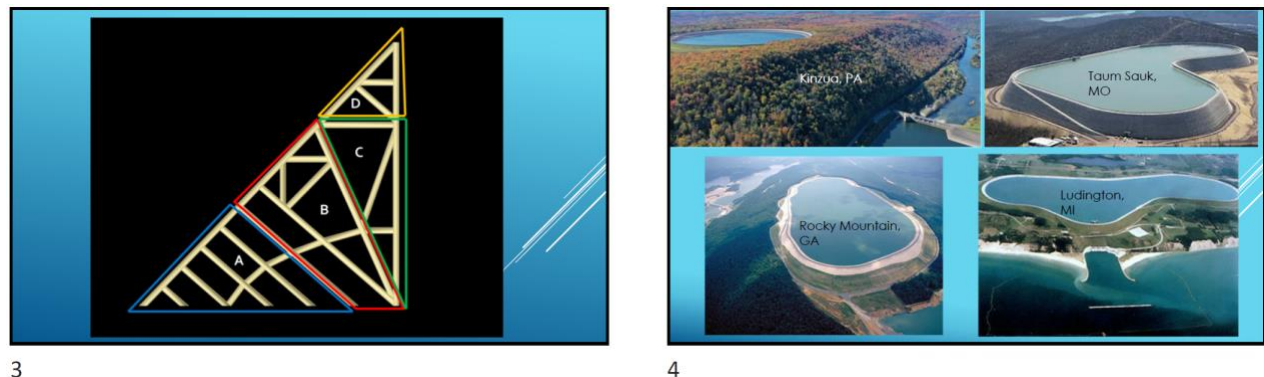 D
C
B
A
3
Kinzua, PA
Taum Sauk,
MO
Rocky Mountain,
GA
Ludington,
MI
4